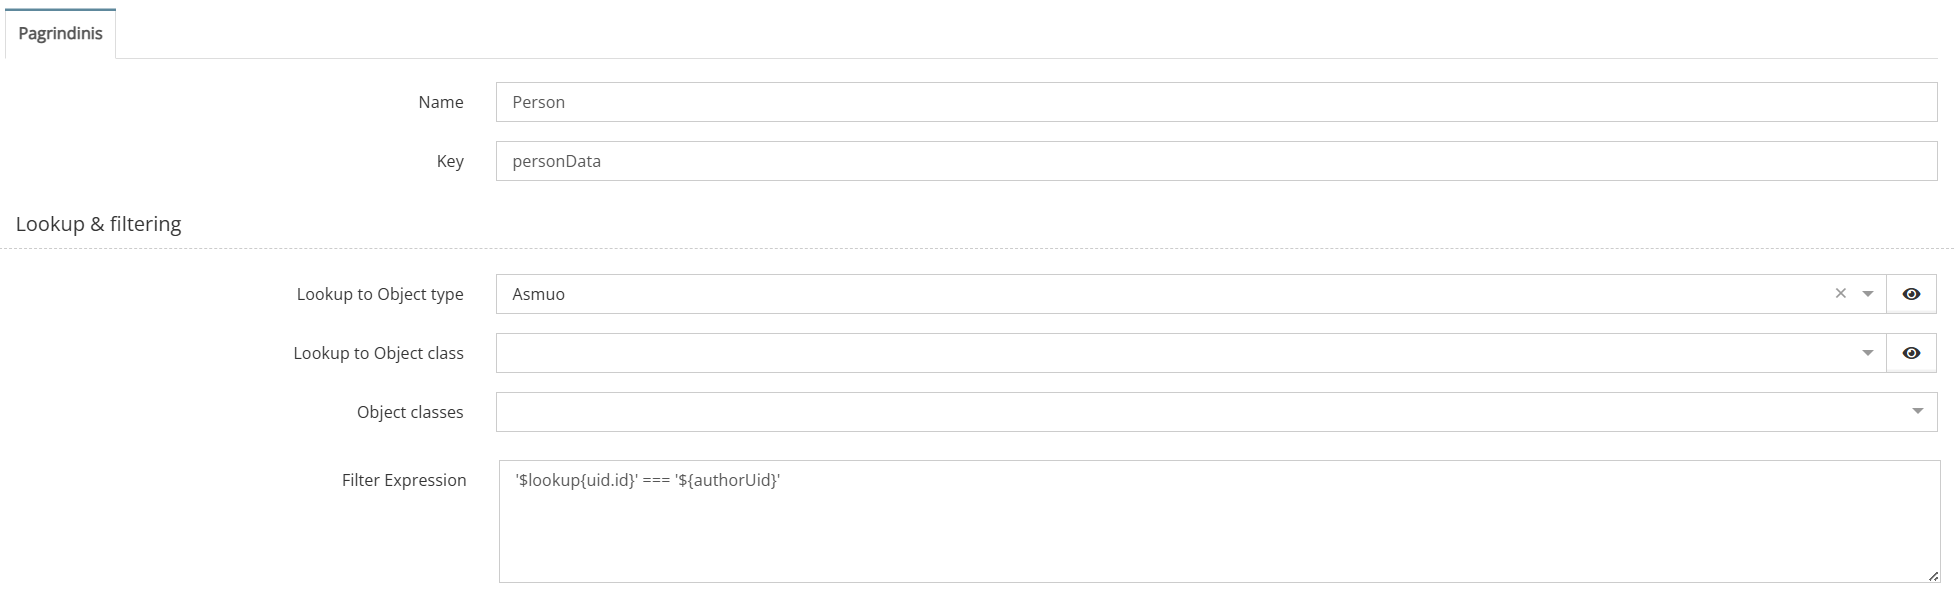 Pagrindinis
Name
Person
Key
personData
Lookup & filtering
Lookup to Object type
Asmuo
Lookup to Object class
Object classes
Filter Expression
'$lookup{uid.id}' === '${authorUid}'